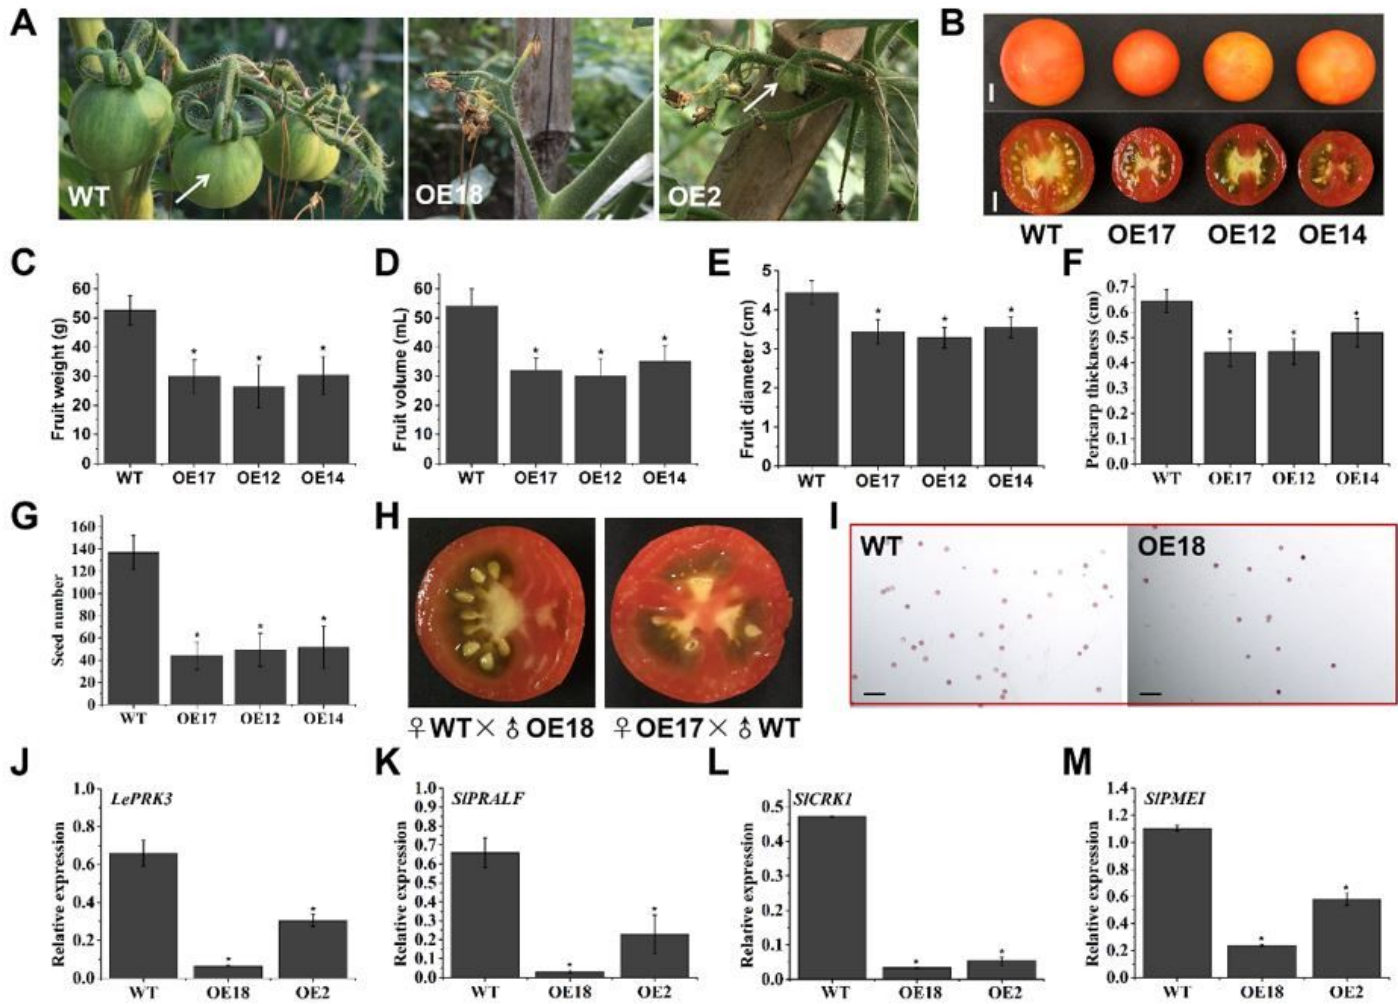 A
WT
OE18
OE2
B
WT OE17 OE12 OE14
C
Fruit weight (g)
60
50
40
30
20
10
0
* * *
WT OE17 OE12 OE14
D
Fruit volume (mL)
60
50
40
30
20
10
0
* * *
WT OE17 OE12 OE14
E
Fruit diameter (cm)
5
4
3
2
1
0
* * *
WT OE17 OE12 OE14
F
Pericarp thickness (cm)
0.7
0.6
0.5
0.4
0.3
0.2
0.1
0.0
* * *
WT OE17 OE12 OE14
G
Seed number
160
140
120
100
80
60
40
20
0
* * *
WT OE17 OE12 OE14
H
♀WT×♂OE18
♀OE17×♂WT
I
WT
OE18
J
LePRK3
Relative expression
1.0
0.8
0.6
0.4
0.2
0.0
* *
WT OE18 OE2
K
SlPRALF
Relative expression
1.0
0.9
0.8
0.7
0.6
0.5
0.4
0.3
0.2
0.1
0.0
* *
WT OE18 OE2
L
SlCRK1
Relative expression
0.5
0.4
0.3
0.2
0.1
0.0
* *
WT OE18 OE2
M
SlPMEI
Relative expression
1.4
1.2
1.0
0.8
0.6
0.4
0.2
0.0
* *
WT OE18 OE2